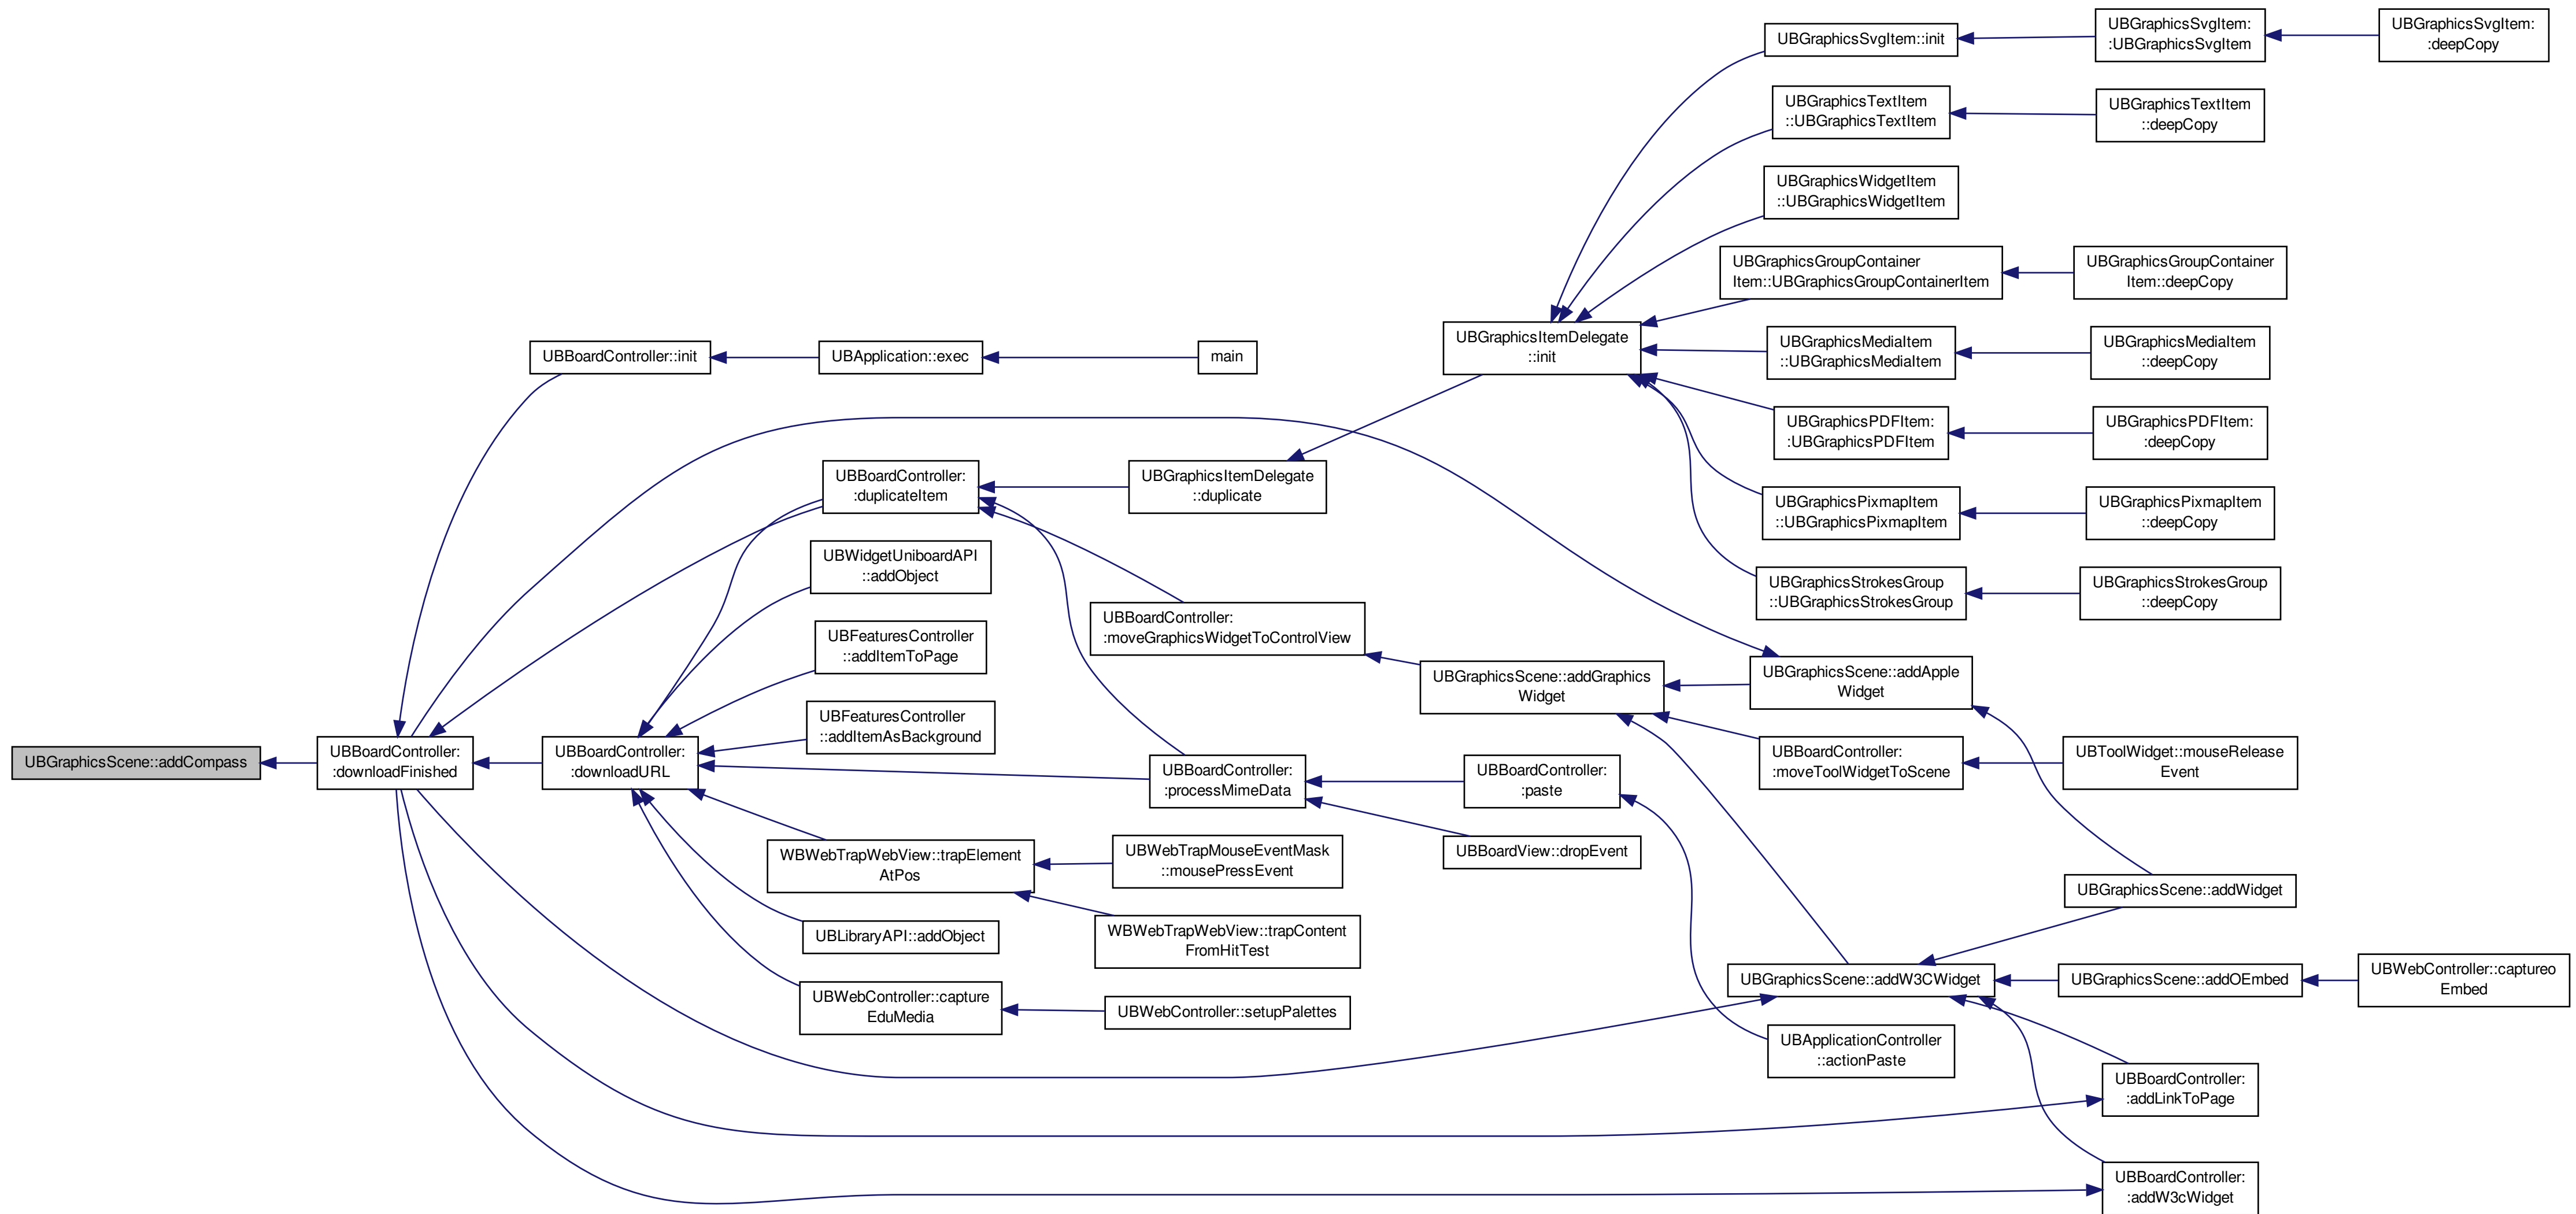 UBGraphicsSvgItem::init
UBGraphicsSvgItem:
:UBGraphicsSvgItem
UBGraphicsSvgItem:
:deepCopy
UBGraphicsTextItem
::UBGraphicsTextItem
UBGraphicsTextItem
::deepCopy
UBGraphicsWidgetItem
::UBGraphicsWidgetItem
UBGraphicsGroupContainer
Item::UBGraphicsGroupContainerItem
UBGraphicsGroupContainer
Item::deepCopy
UBGraphicsItemDelegate
::init
UBGraphicsMediaItem
::UBGraphicsMediaItem
UBGraphicsMediaItem
::deepCopy
UBBoardController::init
UBApplication::exec
main
UBGraphicsPDFItem:
:UBGraphicsPDFItem
UBGraphicsPDFItem:
:deepCopy
UBBoardController:
:duplicateItem
UBGraphicsItemDelegate
::duplicate
UBGraphicsPixmapItem
::UBGraphicsPixmapItem
UBGraphicsPixmapItem
::deepCopy
UBWidgetUniboardAPI
::addObject
UBGraphicsStrokesGroup
::UBGraphicsStrokesGroup
UBGraphicsStrokesGroup
::deepCopy
UBBoardController:
:moveGraphicsWidgetToControlView
UBFeaturesController
::addItemToPage
UBGraphicsScene::addGraphics
Widget
UBGraphicsScene::addApple
Widget
UBFeaturesController
::addItemAsBackground
UBGraphicsScene::addCompass
UBBoardController:
:downloadFinished
UBBoardController:
:downloadURL
UBBoardController:
:processMimeData
UBBoardController:
:paste
UBBoardController:
:moveToolWidgetToScene
UBToolWidget::mouseRelease
Event
UBBoardView::dropEvent
WBWebTrapWebView::trapElement
AtPos
UBWebTrapMouseEventMask
::mousePressEvent
UBGraphicsScene::addWidget
UBLibraryAPI::addObject
WBWebTrapWebView::trapContent
FromHitTest
UBGraphicsScene::addW3CWidget
UBGraphicsScene::addOEmbed
UBWebController::captureo
Embed
UBWebController::capture
EduMedia
UBWebController::setupPalettes
UBApplicationController
::actionPaste
UBBoardController:
:addLinkToPage
UBBoardController:
:addW3cWidget